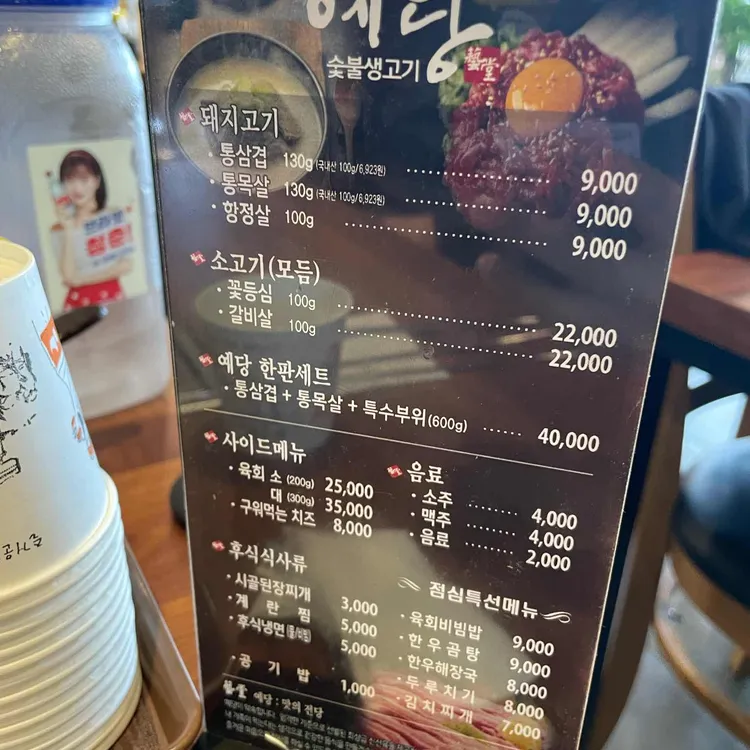 예당
숯불생고기
藝堂
돼지고기
· 통삼겹 130g (국내산 100g/6,923원) 9,000
· 통목살 130g (국내산 100g/6,923원) 9,000
· 항정살 100g 9,000
소고기(모듬)
· 꽃등심 100g 22,000
· 갈비살 100g 22,000
예당 한판세트
· 통삼겹 + 통목살 + 특수부위(600g) 40,000
사이드메뉴
· 육회 소 (200g) 25,000
대 (300g) 35,000
· 구워먹는 치즈 8,000
음료
· 소주 4,000
· 맥주 4,000
· 음료 2,000
후식식사류
· 시골된장찌개 3,000
· 계란찜 5,000
· 후식냉면(물/비빔) 5,000
· 공기밥 1,000
점심특선메뉴
· 육회비빔밥 9,000
· 한우곰탕 9,000
· 한우해장국 8,000
· 두루치기 8,000
· 김치찌개 7,000
예당 : 맛의 전당